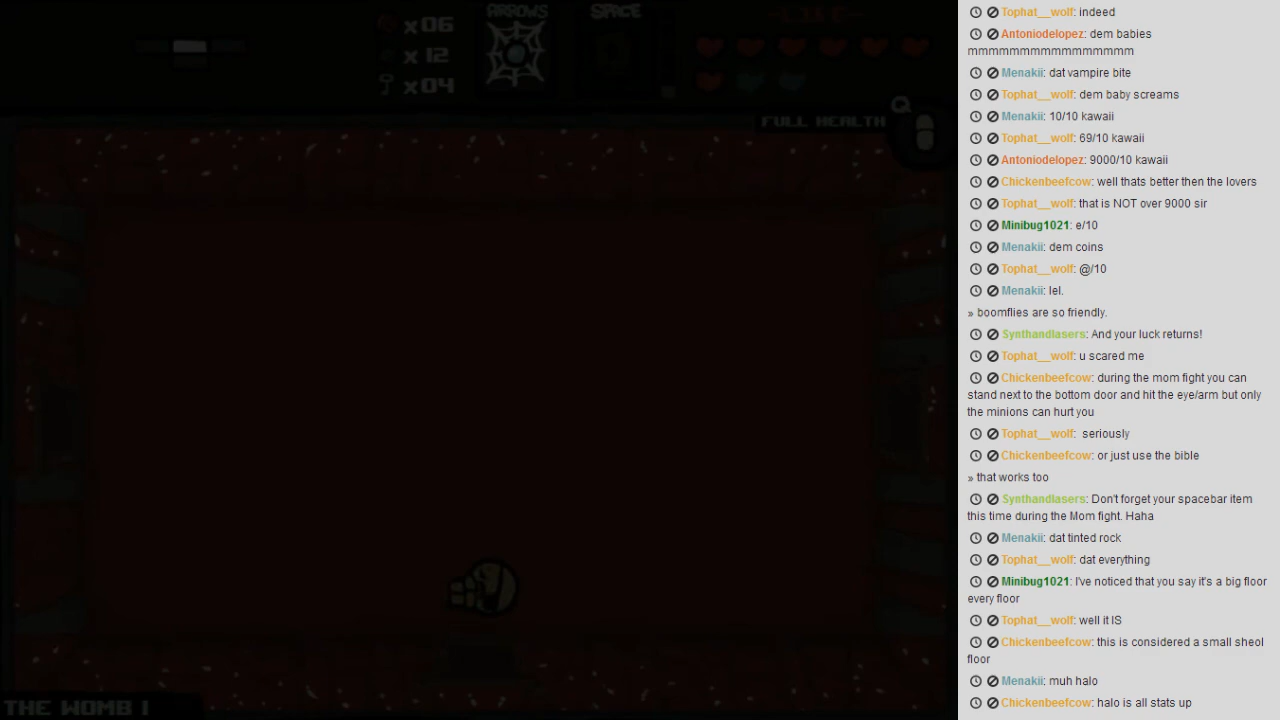 x06
ARROWS
SPACE
-LIFE-
x12
x04
Q
FULL HEALTH
THE WOMB I
Tophat__wolf: indeed
Antoniodelopez: dem babies
mmmmmmmmmmmmmmmm
Menakii: dat vampire bite
Tophat__wolf: dem baby screams
Menakii: 10/10 kawaii
Tophat__wolf: 69/10 kawaii
Antoniodelopez: 9000/10 kawaii
Chickenbeefcow: well thats better then the lovers
Tophat__wolf: that is NOT over 9000 sir
Minibug1021: e/10
Menakii: dem coins
Tophat__wolf: @/10
Menakii: lel.
» boomflies are so friendly.
Synthandlasers: And your luck returns!
Tophat__wolf: u scared me
Chickenbeefcow: during the mom fight you can
stand next to the bottom door and hit the eye/arm but only
the minions can hurt you
Tophat__wolf: seriously
Chickenbeefcow: or just use the bible
» that works too
Synthandlasers: Don't forget your spacebar item
this time during the Mom fight. Haha
Menakii: dat tinted rock
Tophat__wolf: dat everything
Minibug1021: I've noticed that you say it's a big floor
every floor
Tophat__wolf: well it IS
Chickenbeefcow: this is considered a small sheol
floor
Menakii: muh halo
Chickenbeefcow: halo is all stats up